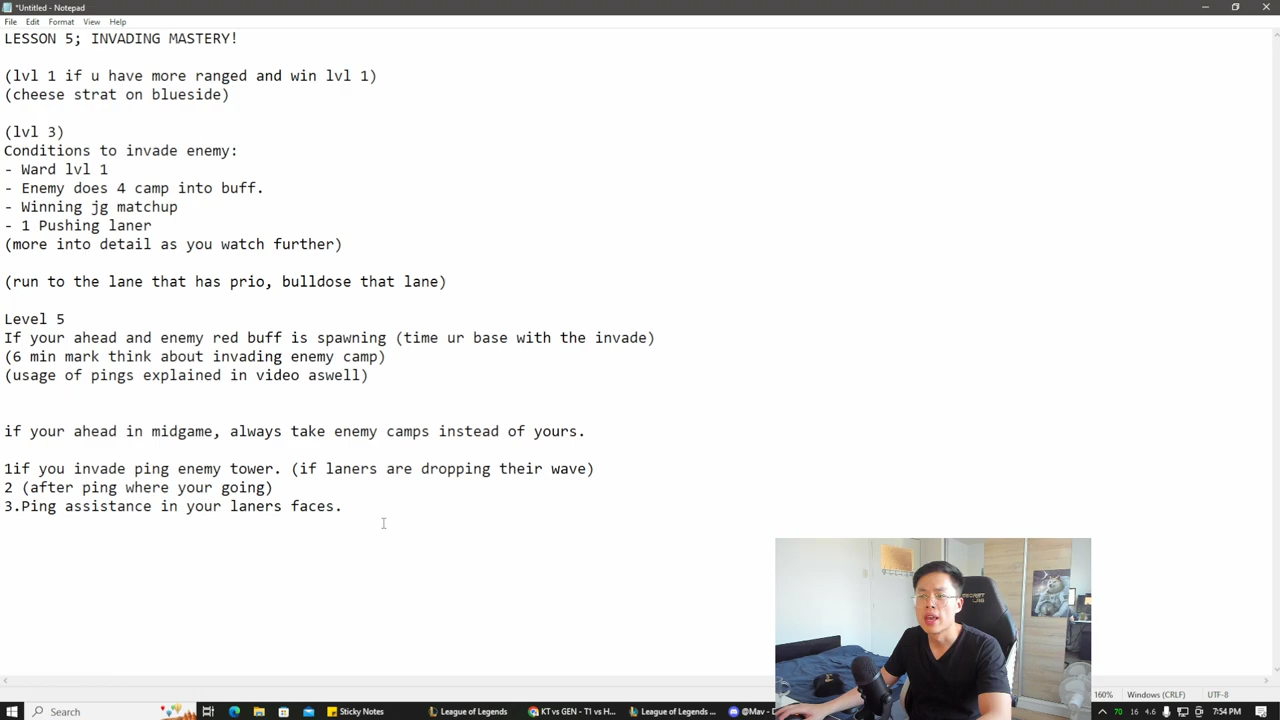 *Untitled - Notepad
File Edit Format View Help
LESSON 5; INVADING MASTERY!
(lvl 1 if u have more ranged and win lvl 1)
(cheese strat on blueside)
(lvl 3)
Conditions to invade enemy:
- Ward lvl 1
- Enemy does 4 camp into buff.
- Winning jg matchup
- 1 Pushing laner
(more into detail as you watch further)
(run to the lane that has prio, bulldose that lane)
Level 5
If your ahead and enemy red buff is spawning (time ur base with the invade)
(6 min mark think about invading enemy camp)
(usage of pings explained in video aswell)
if your ahead in midgame, always take enemy camps instead of yours.
1if you invade ping enemy tower. (if laners are dropping their wave)
2 (after ping where your going)
3.Ping assistance in your laners faces.
160% Windows (CRLF) UTF-8
Search Sticky Notes League of Legends KT vs GEN - T1 vs H... League of Legends ... @Mav - D 70 16 4.6 7:54 PM